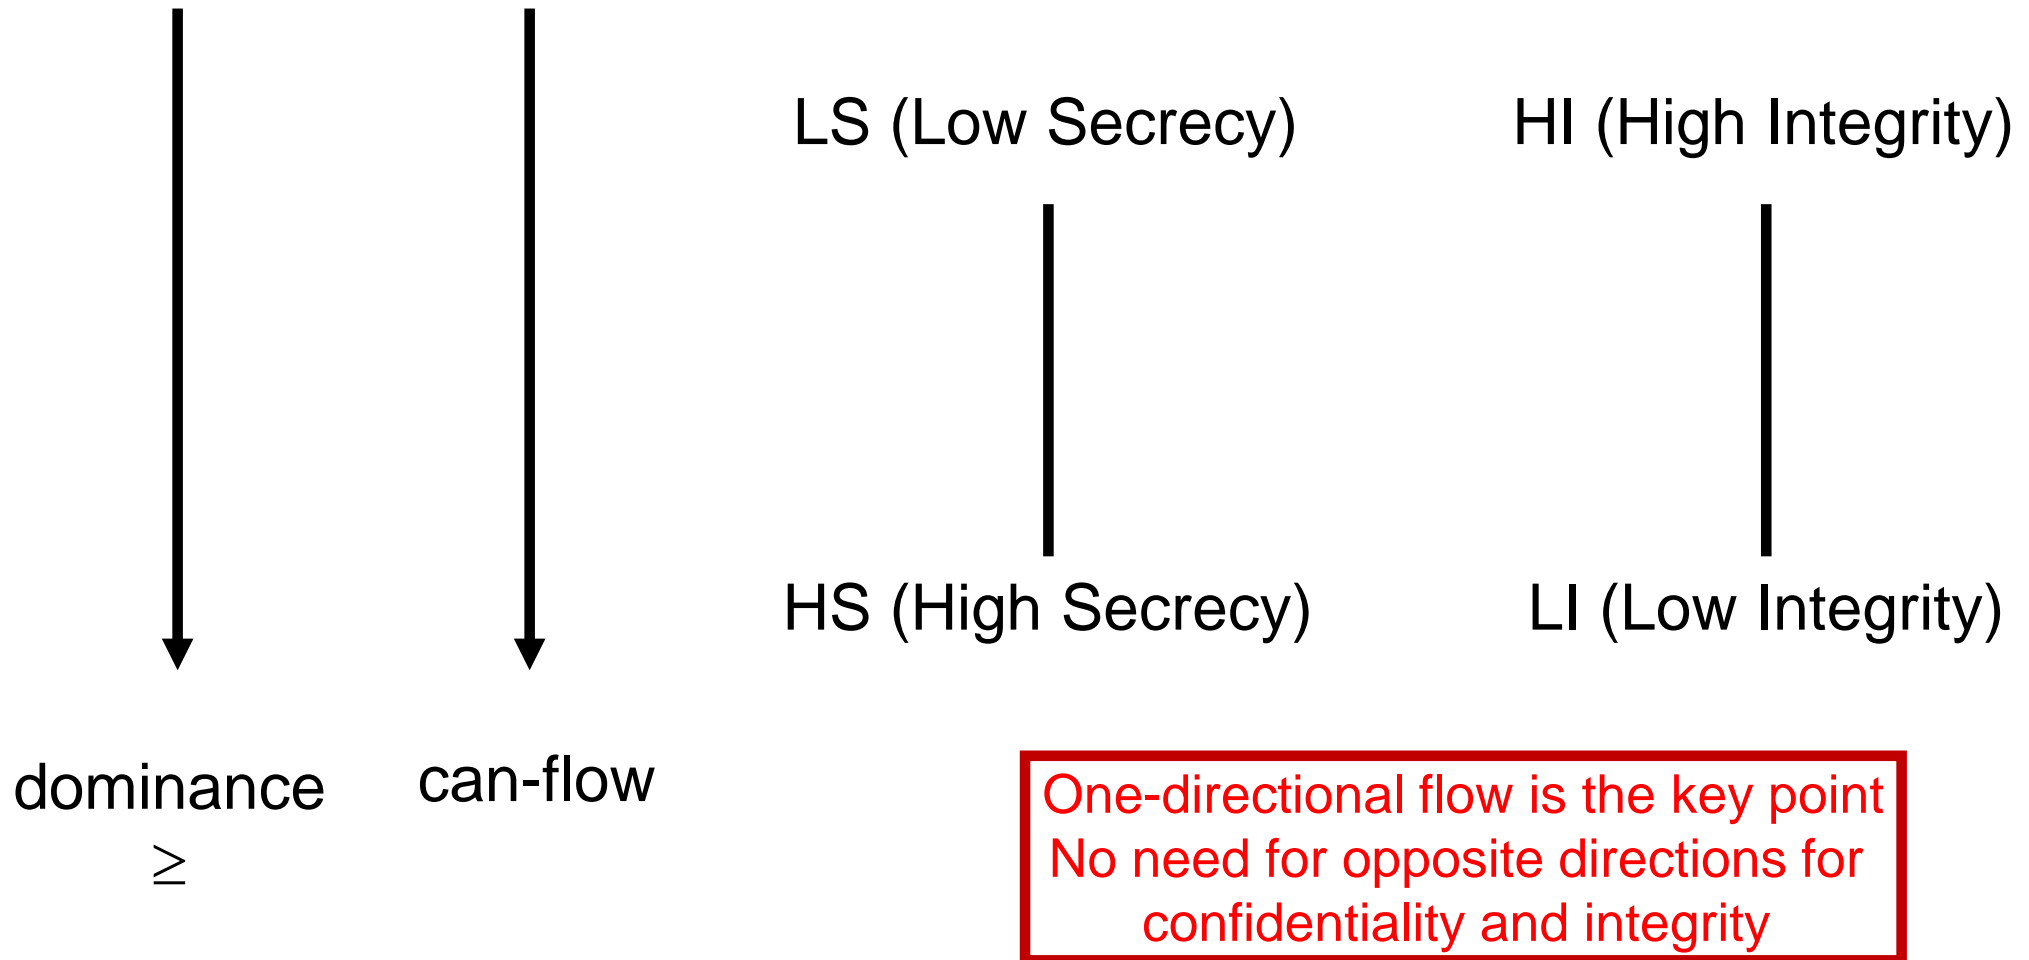 LS (Low Secrecy)
HI (High Integrity)
HS (High Secrecy)
LI (Low Integrity)
dominance
≥
can-flow
One-directional flow is the key point
No need for opposite directions for
confidentiality and integrity